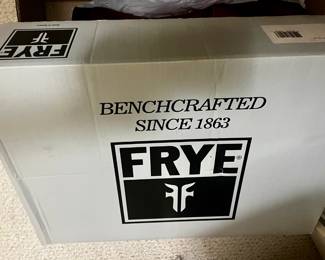 FRYE
BENCHCRAFTED
SINCE 1863
FRYE®